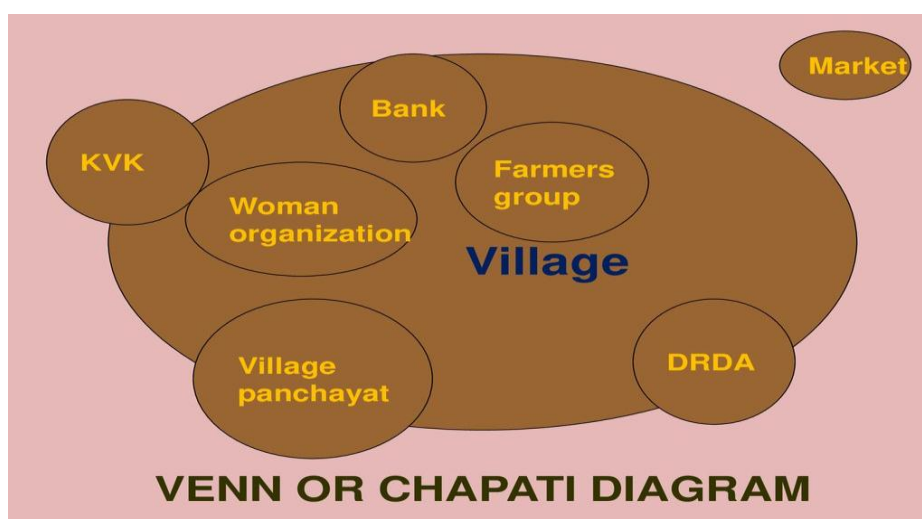 Market
Bank
KVK
Farmers
group
Woman
organization
Village
Village
panchayat
DRDA
VENN OR CHAPATI DIAGRAM